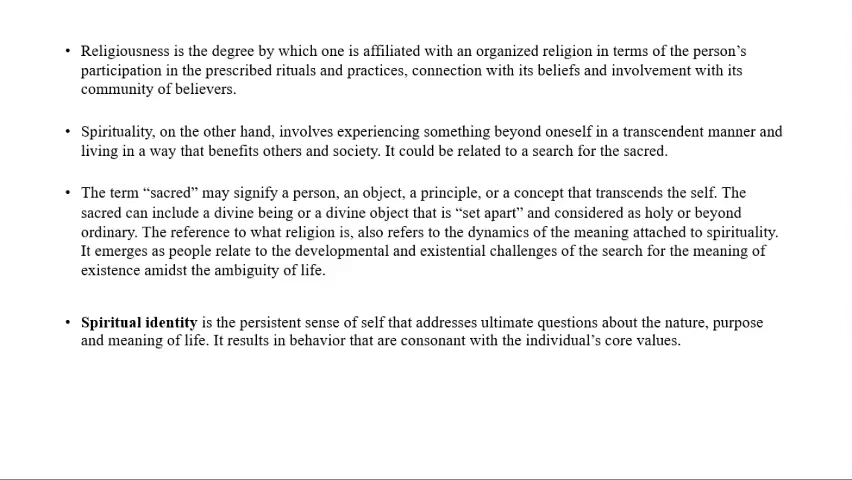 • Religiousness is the degree by which one is affiliated with an organized religion in terms of the person’s
participation in the prescribed rituals and practices, connection with its beliefs and involvement with its
community of believers.
• Spirituality, on the other hand, involves experiencing something beyond oneself in a transcendent manner and
living in a way that benefits others and society. It could be related to a search for the sacred.
• The term “sacred” may signify a person, an object, a principle, or a concept that transcends the self. The
sacred can include a divine being or a divine object that is “set apart” and considered as holy or beyond
ordinary. The reference to what religion is, also refers to the dynamics of the meaning attached to spirituality.
It emerges as people relate to the developmental and existential challenges of the search for the meaning of
existence amidst the ambiguity of life.
• Spiritual identity is the persistent sense of self that addresses ultimate questions about the nature, purpose
and meaning of life. It results in behavior that are consonant with the individual’s core values.